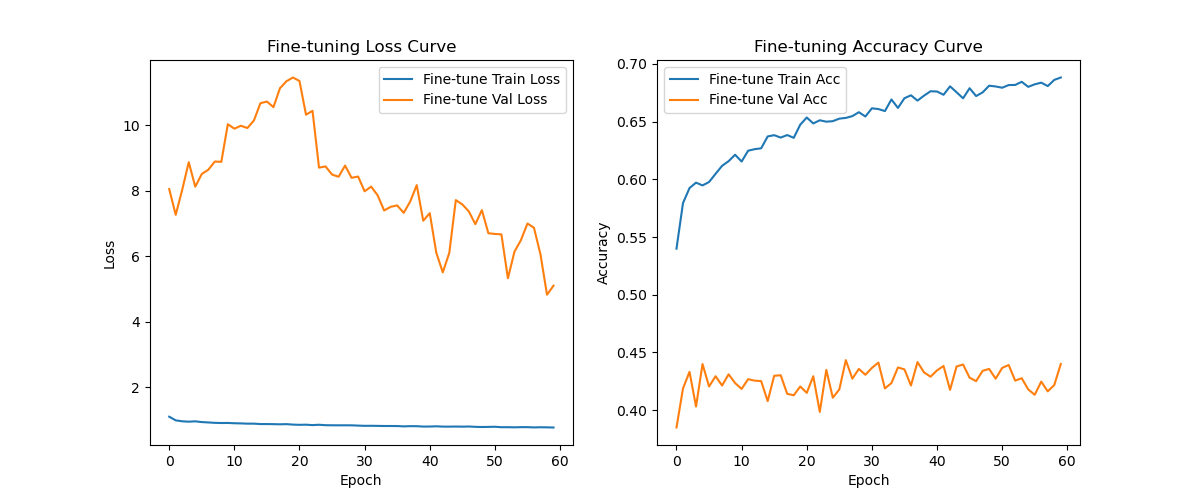 Fine-tuning Loss Curve
Fine-tune Train Loss
Fine-tune Val Loss
Loss
10
8
6
4
2
0 10 20 30 40 50 60
Epoch
Fine-tuning Accuracy Curve
Fine-tune Train Acc
Fine-tune Val Acc
Accuracy
0.70
0.65
0.60
0.55
0.50
0.45
0.40
0 10 20 30 40 50 60
Epoch